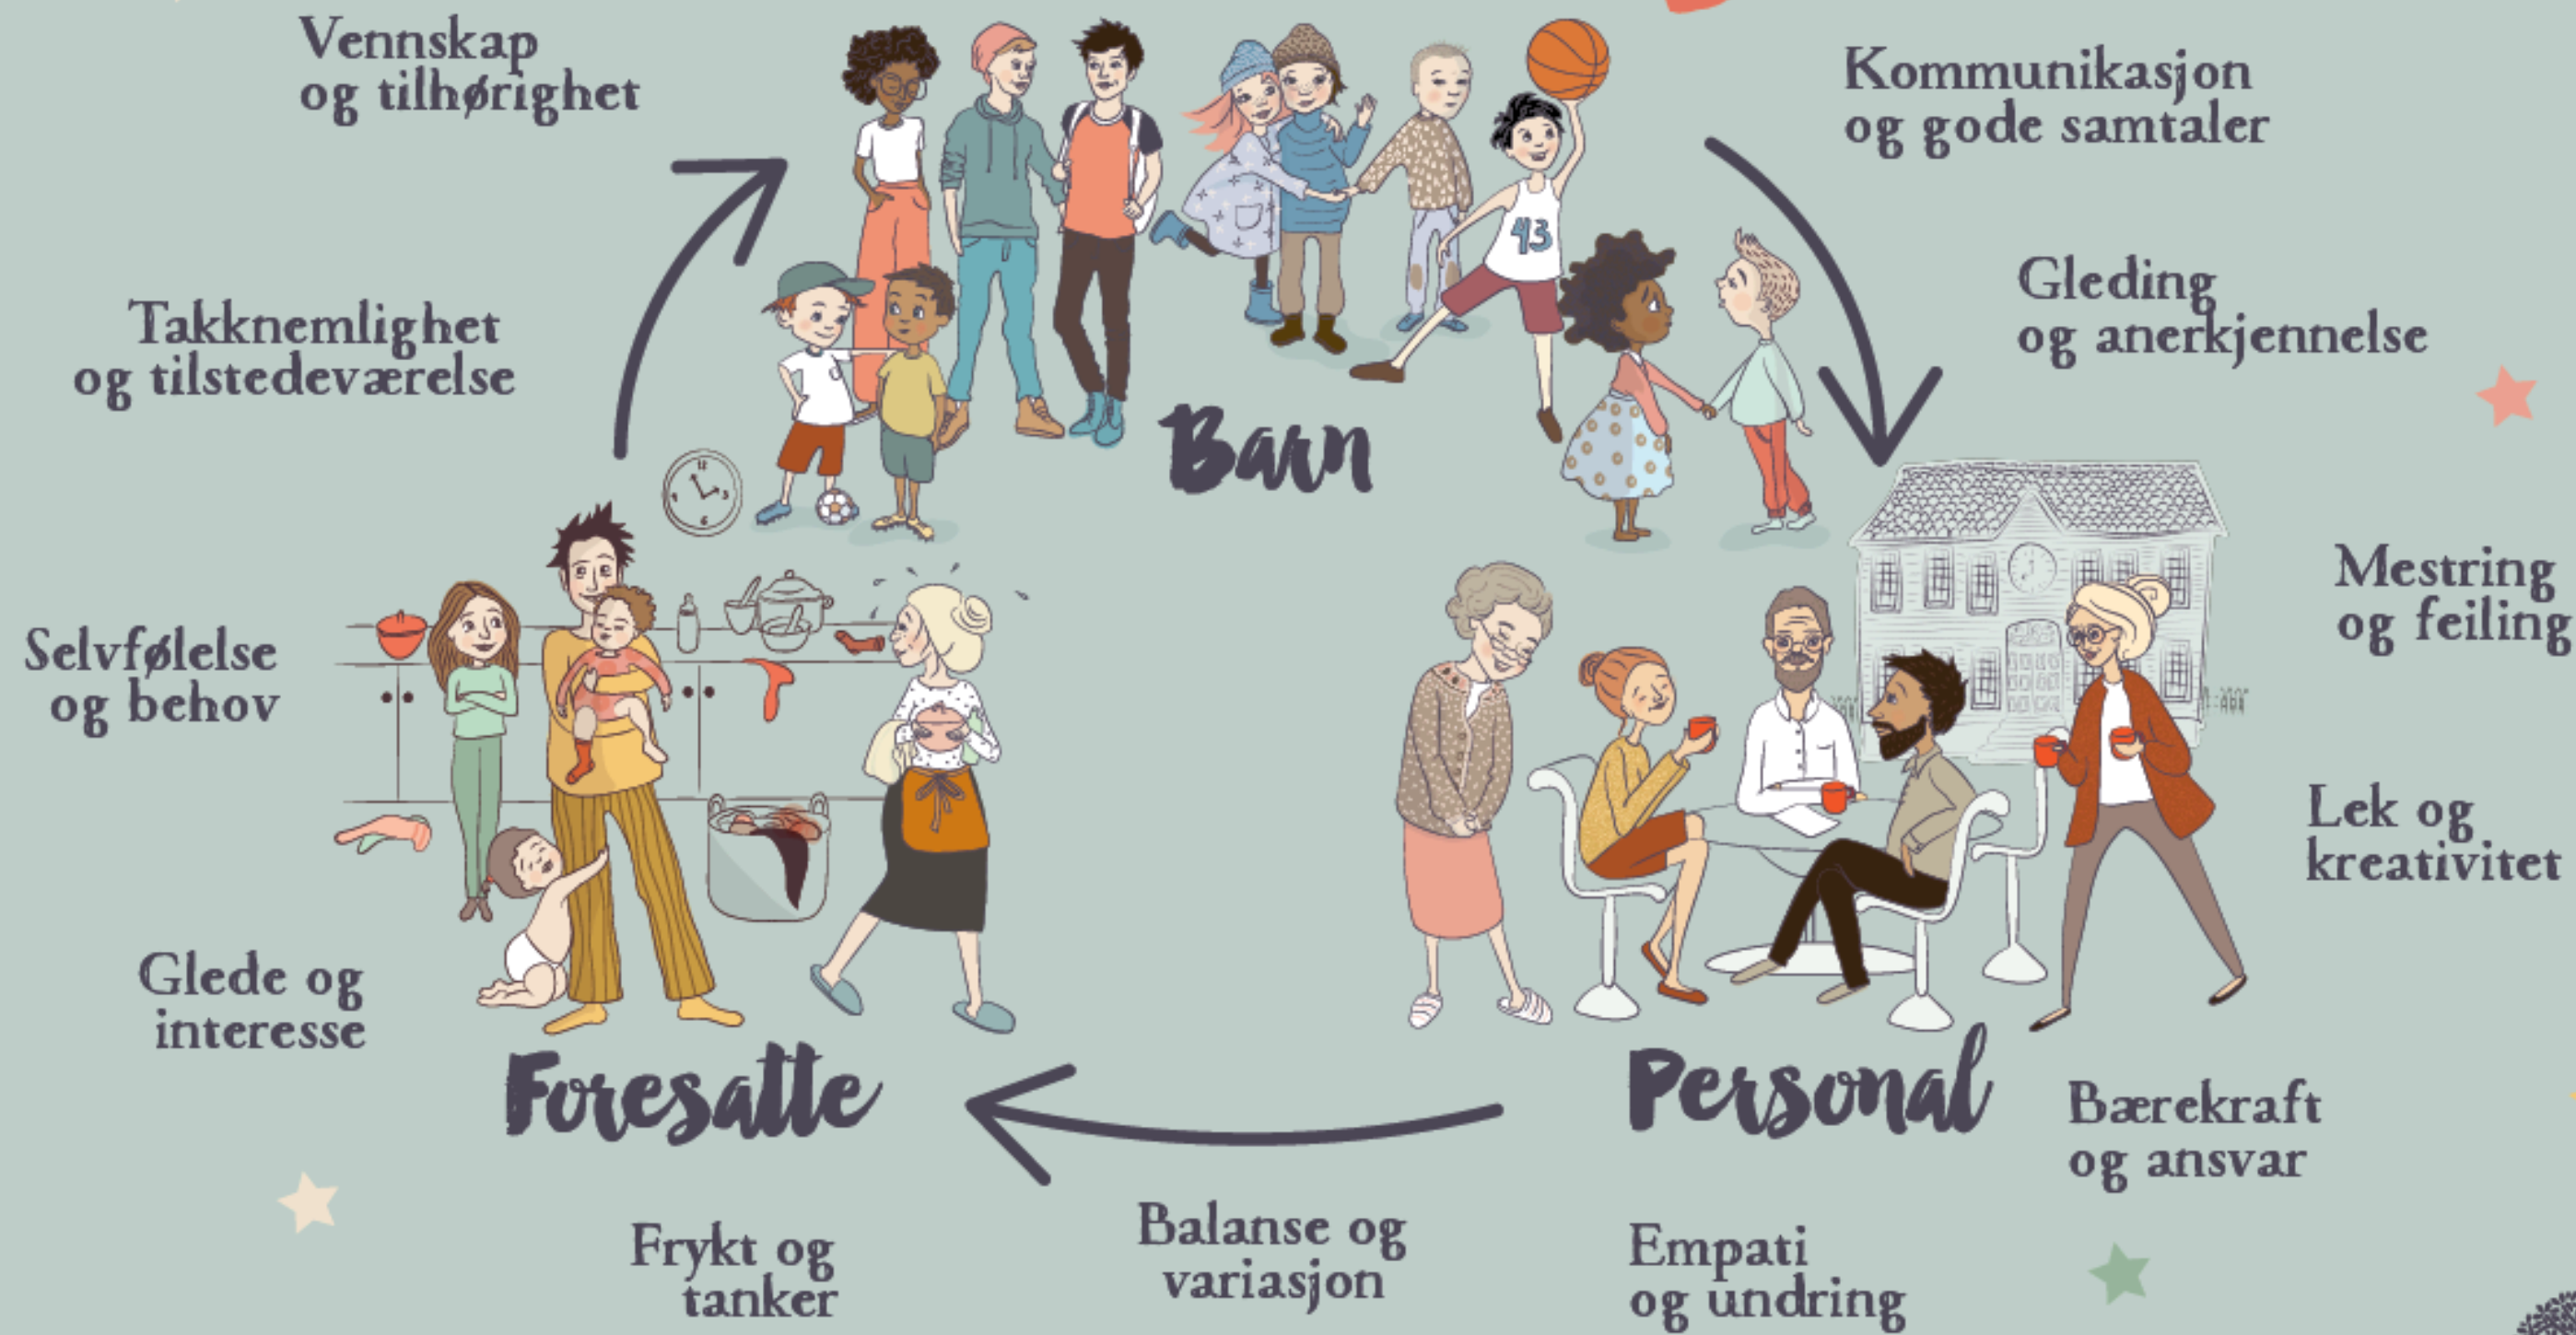 Vennskap
og tilhørighet
Kommunikasjon
og gode samtaler
Takknemlighet
og tilstedeværelse
Gleding
og anerkjennelse
43
Barn
Selvfølelse
og behov
Mestring
og feiling
Lek og
kreativitet
Glede og
interesse
Foresatte
Personal
Bærekraft
og ansvar
Frykt og
tanker
Balanse og
variasjon
Empati
og undring